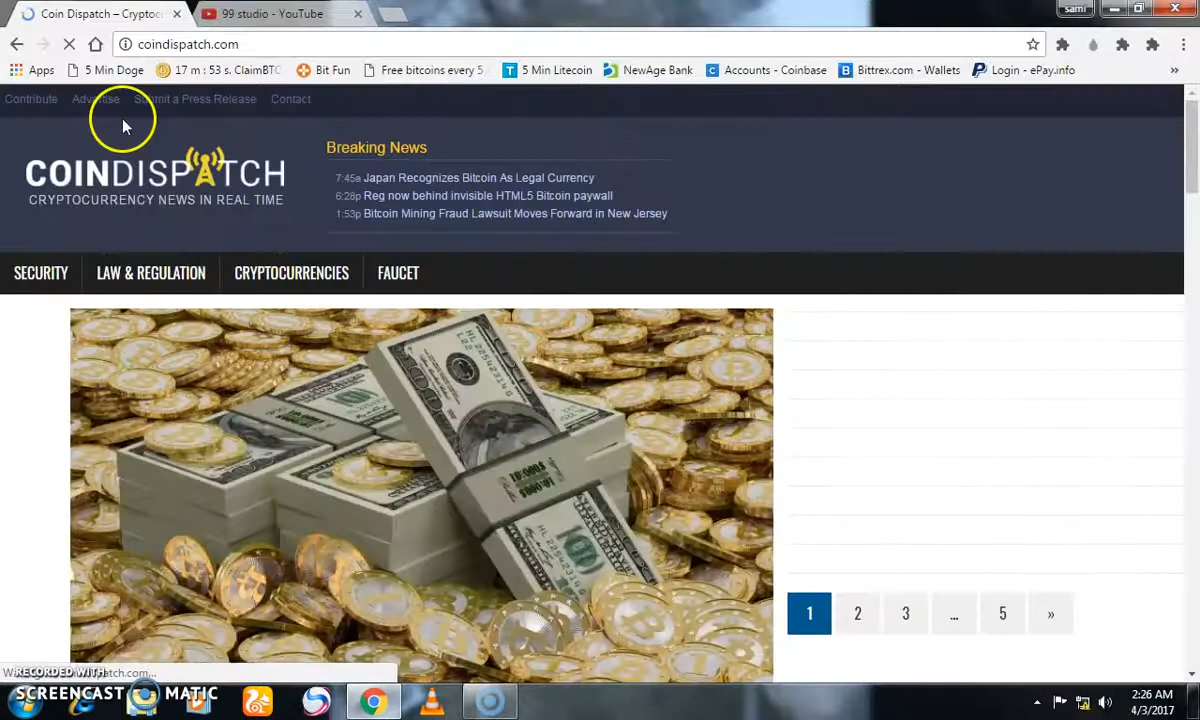 Coin Dispatch – Cryptoc
99 studio - YouTube
sami
coindispatch.com
Apps
5 Min Doge
17 m : 53 s. ClaimBTC
Bit Fun
Free bitcoins every 5
5 Min Litecoin
NewAge Bank
Accounts - Coinbase
Bittrex.com - Wallets
Login - ePay.info
»
Contribute
Advertise
Submit a Press Release
Contact
COINDISPATCH
CRYPTOCURRENCY NEWS IN REAL TIME
Breaking News
7:45a Japan Recognizes Bitcoin As Legal Currency
6:28p Reg now behind invisible HTML5 Bitcoin paywall
1:53p Bitcoin Mining Fraud Lawsuit Moves Forward in New Jersey
SECURITY
LAW & REGULATION
CRYPTOCURRENCIES
FAUCET
1 2 3 ... 5 »
RECORDED WITH
SCREENCAST MATIC
2:26 AM
4/3/2017